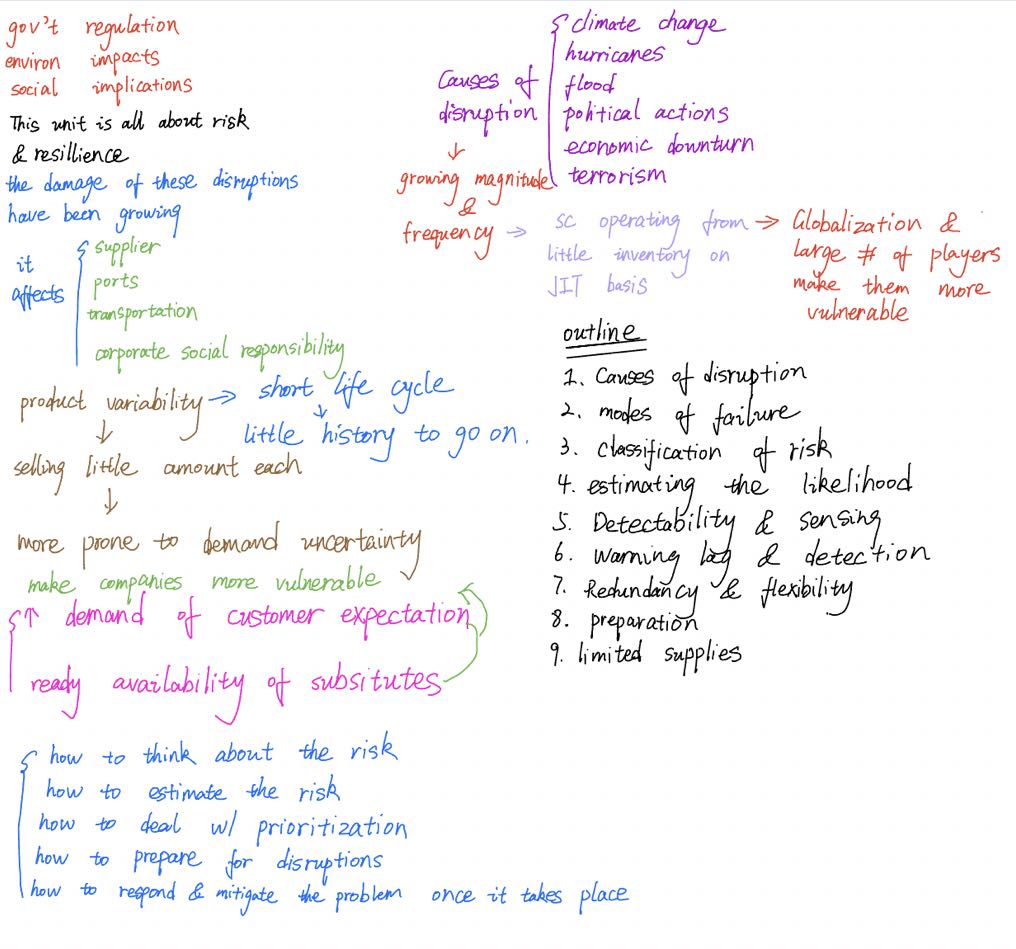 gov't regulation
environ impacts
social implications
This unit is all about risk
& resillience
the damage of these disruptions
have been growing
it
affects
supplier
ports
transportation
corporate social responsibility
product variability → short life cycle
↓
little history to go on.
↓
selling little amount each
↓
more prone to demand uncertainty
make companies more vulnerable
↑ demand of customer expectation
ready availability of subsitutes
how to think about the risk
how to estimate the risk
how to deal w/ prioritization
how to prepare for disruptions
how to respond & mitigate the problem once it takes place
Causes of
disruption
climate change
hurricanes
flood
political actions
economic downturn
terrorism
↓
growing magnitude
&
frequency →
SC operating from →
little inventory on
JIT basis
Globalization &
large # of players
make them more
vulnerable
outline
1. Causes of disruption
2. modes of failure
3. classification of risk
4. estimating the likelihood
5. Detectability & sensing
6. Warning lag & detection
7. Redundancy & flexibility
8. preparation
9. limited supplies